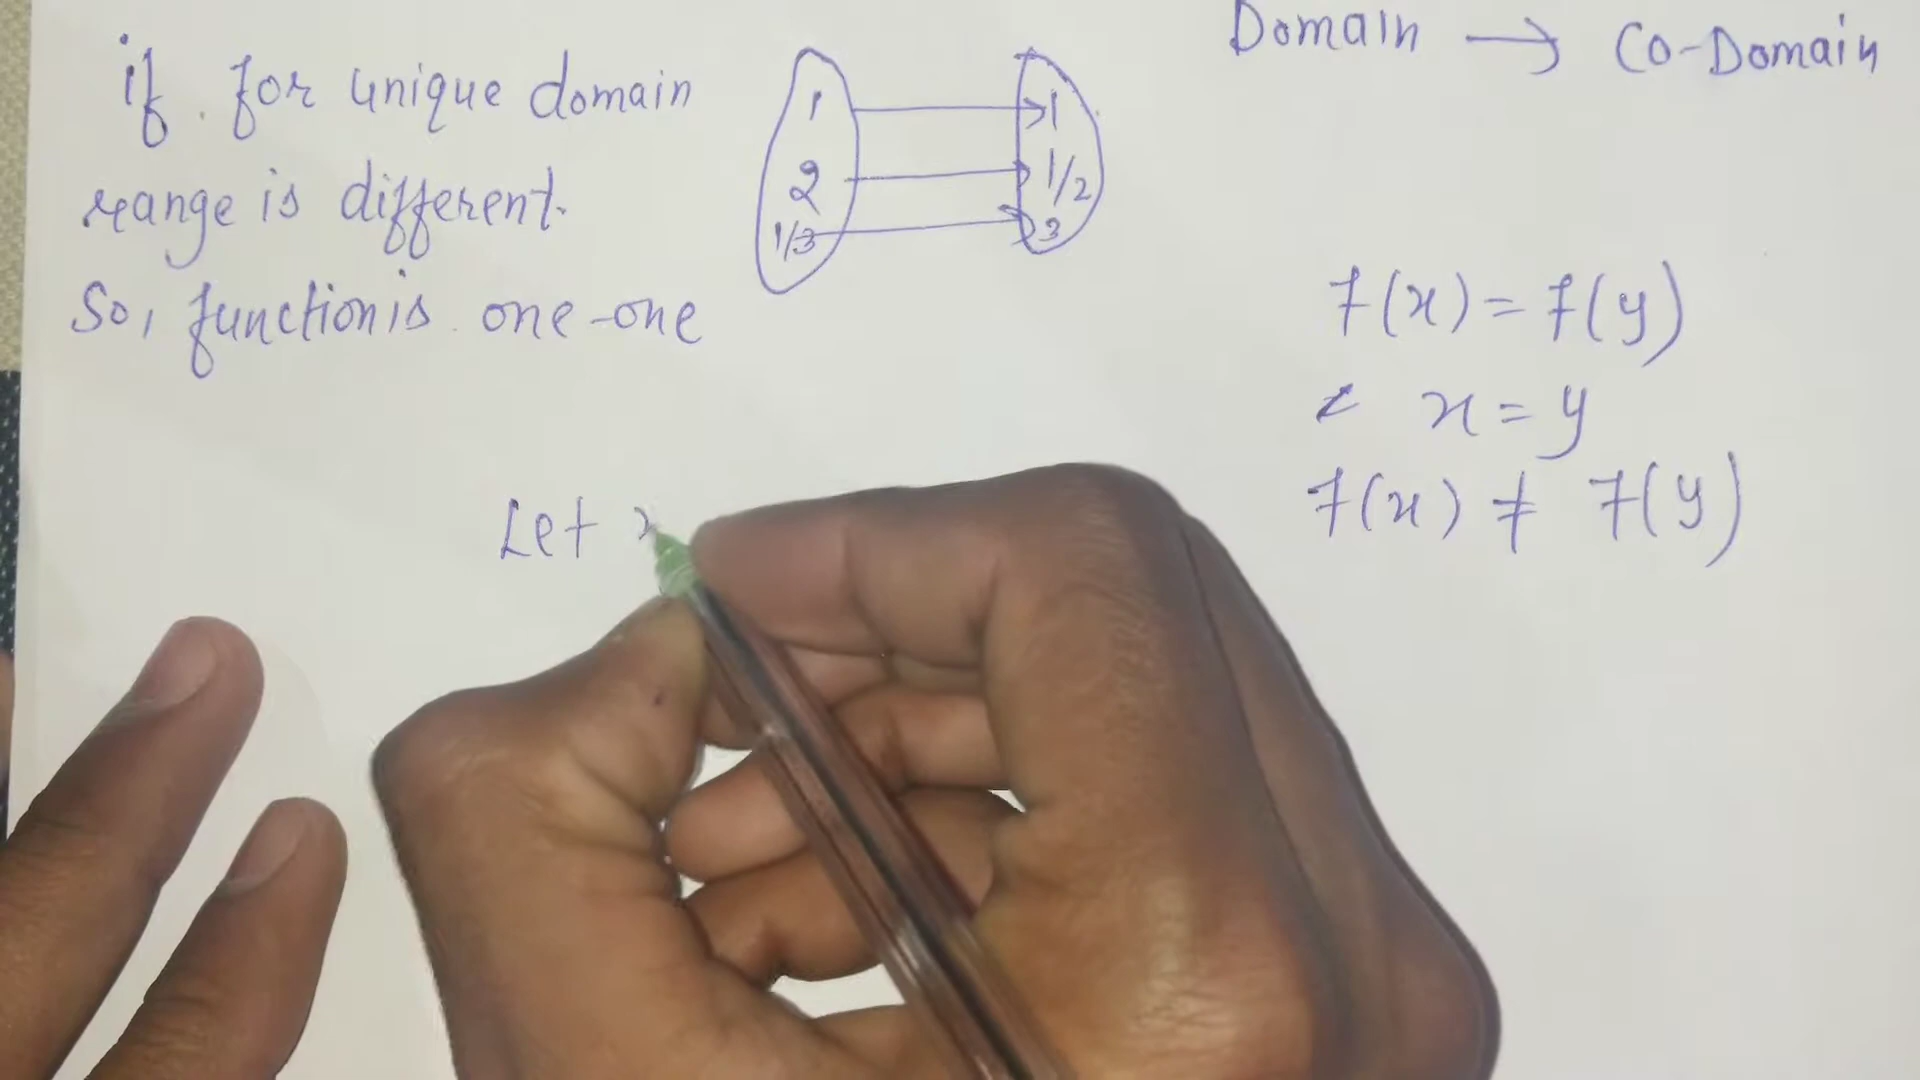 Domain → Co-Domain
if for unique domain
range is different.
So, function is one-one
1 → 1
2 → 1/2
1/3 → 3
f(x) = f(y)
x = y
f(x) ≠ f(y)
Let x